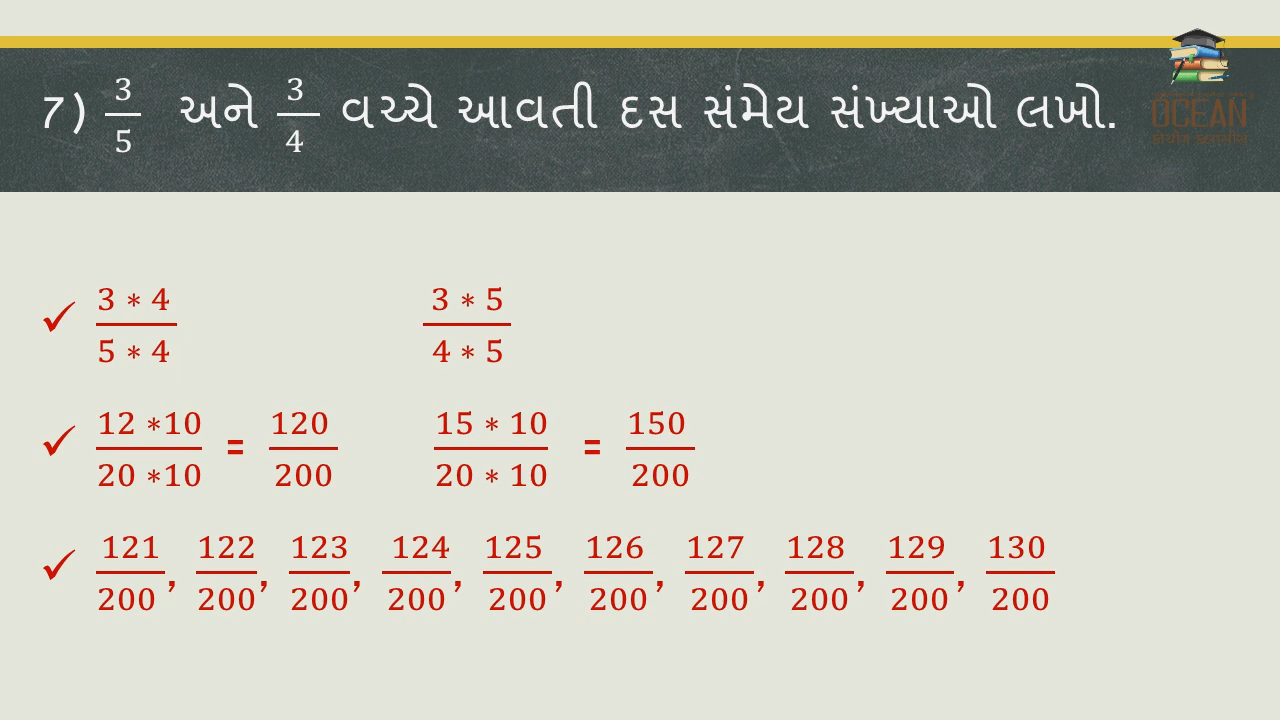 7) 3/5 અને 3/4 વચ્ચે આવતી દસ સંમેય સંખ્યાઓ લખો.
OCEAN
✓ 3 * 4 / 5 * 4 3 * 5 / 4 * 5
✓ 12 *10 / 20 *10 = 120 / 200 15 * 10 / 20 * 10 = 150 / 200
✓ 121/200, 122/200, 123/200, 124/200, 125/200, 126/200, 127/200, 128/200, 129/200, 130/200